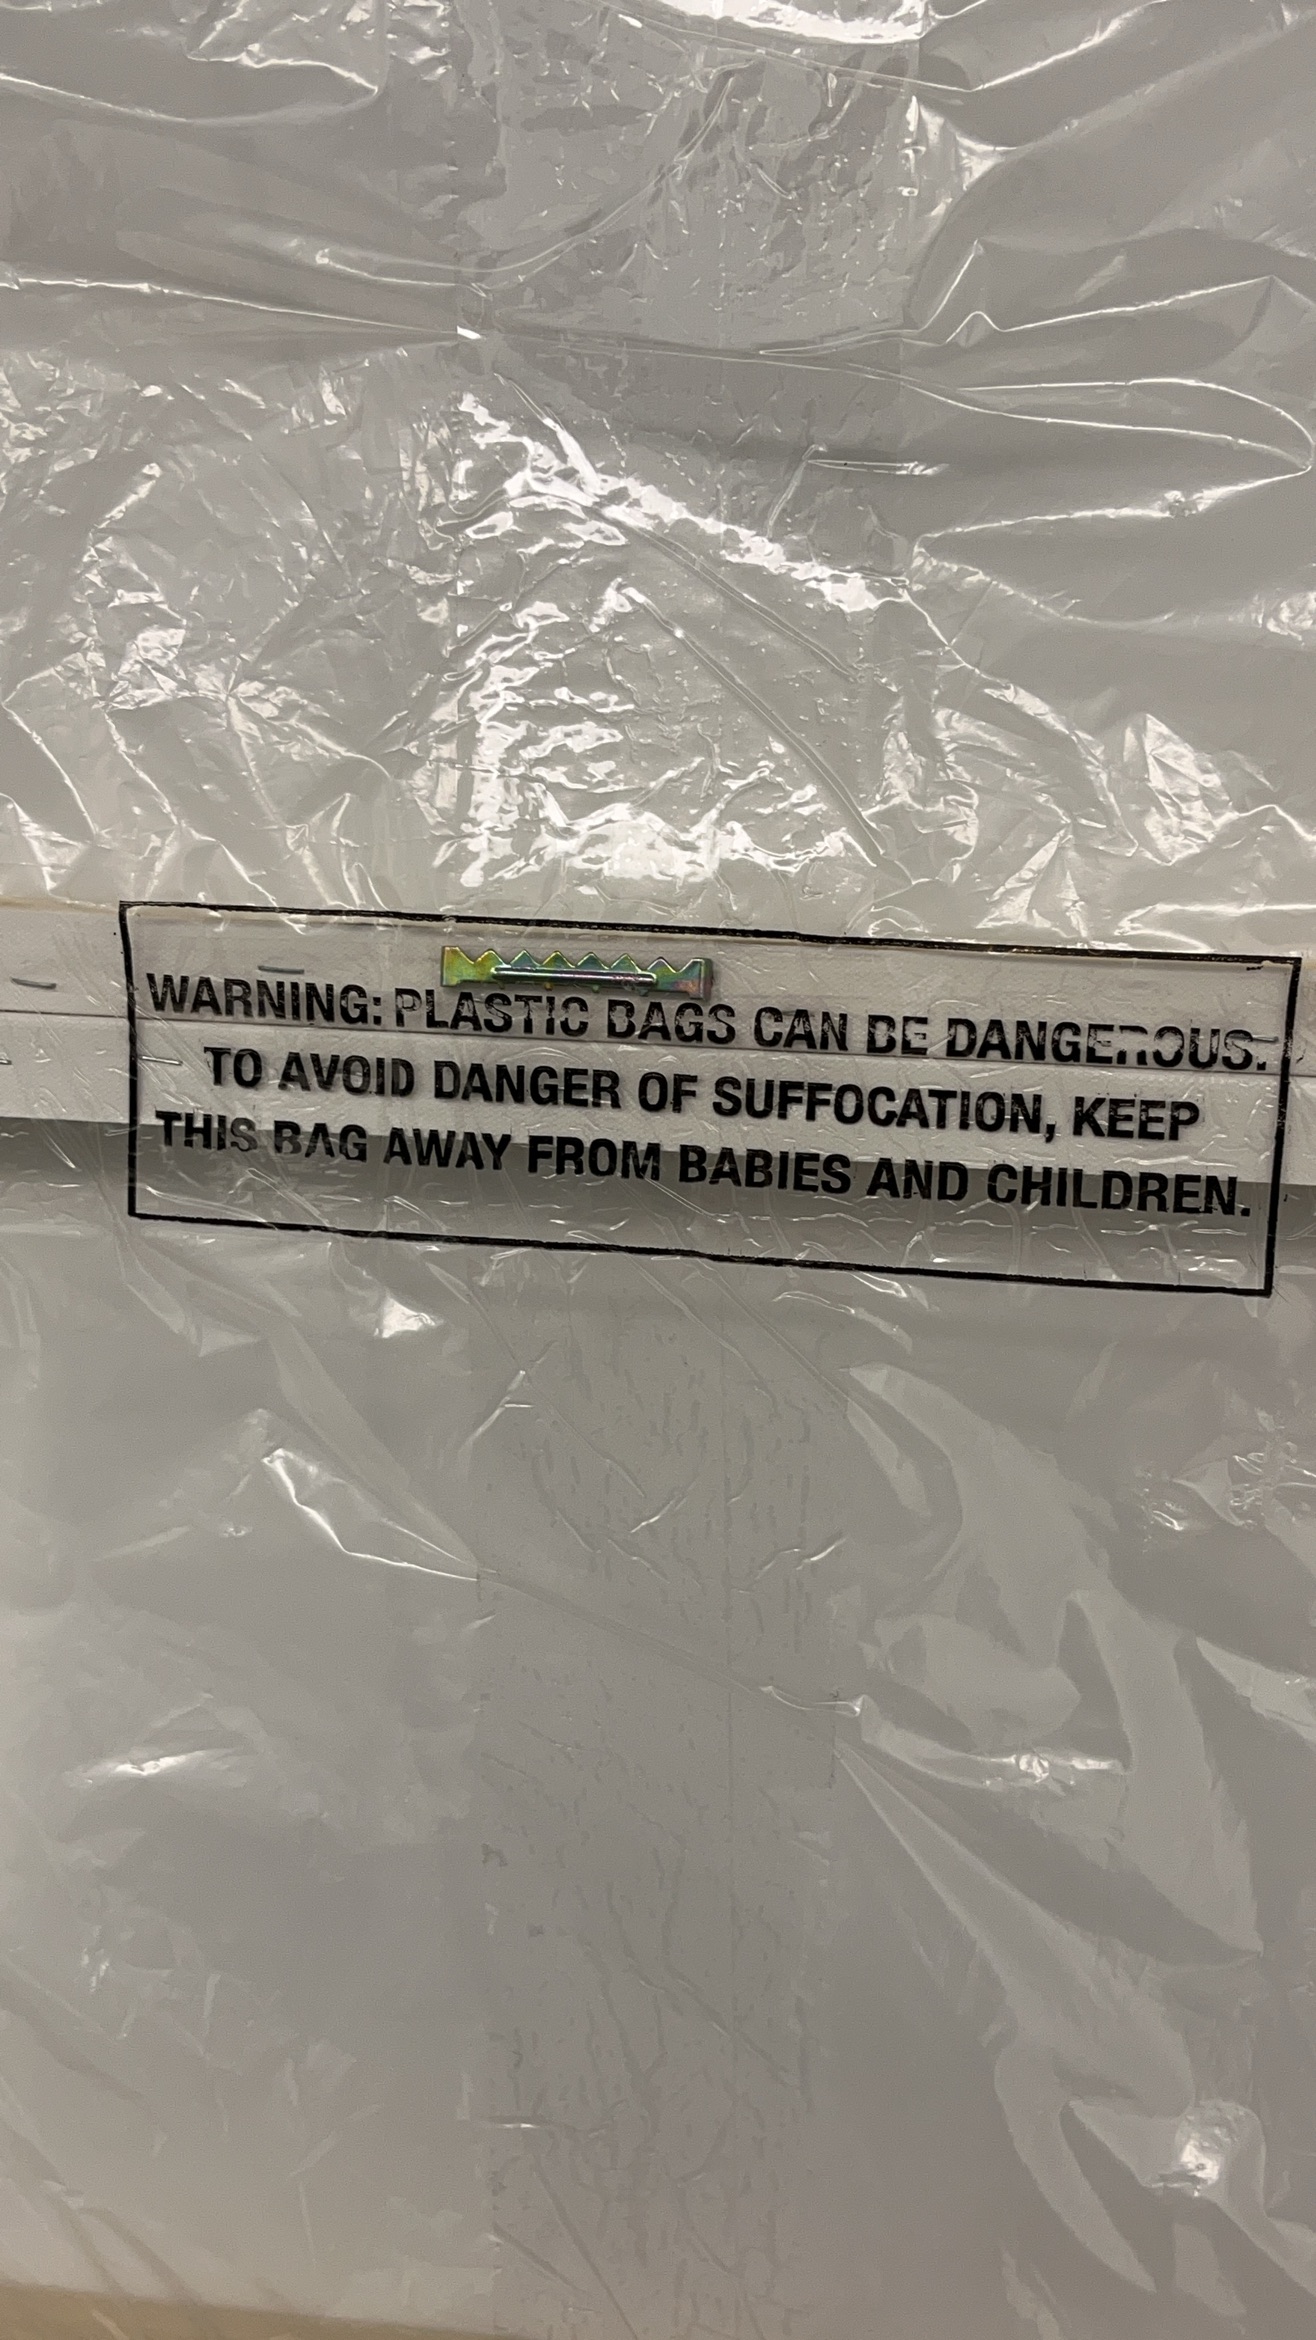 WARNING: PLASTIC BAGS CAN BE DANGEROUS.
TO AVOID DANGER OF SUFFOCATION, KEEP
THIS BAG AWAY FROM BABIES AND CHILDREN.